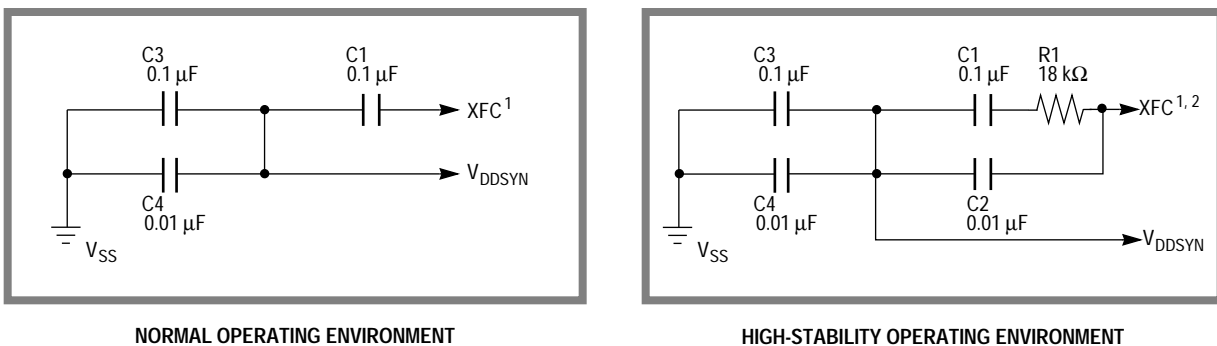 C3
0.1 µF
C1
0.1 µF
XFC1
VDDSYN
C4
0.01 µF
VSS
NORMAL OPERATING ENVIRONMENT
C3
0.1 µF
C1
0.1 µF
R1
18 kΩ
XFC1, 2
C4
0.01 µF
C2
0.01 µF
VSS
VDDSYN
HIGH-STABILITY OPERATING ENVIRONMENT